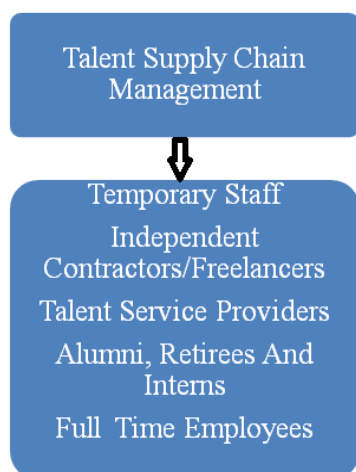 Talent Supply Chain
Management
Temporary Staff
Independent
Contractors/Freelancers
Talent Service Providers
Alumni, Retirees And
Interns
Full Time Employees